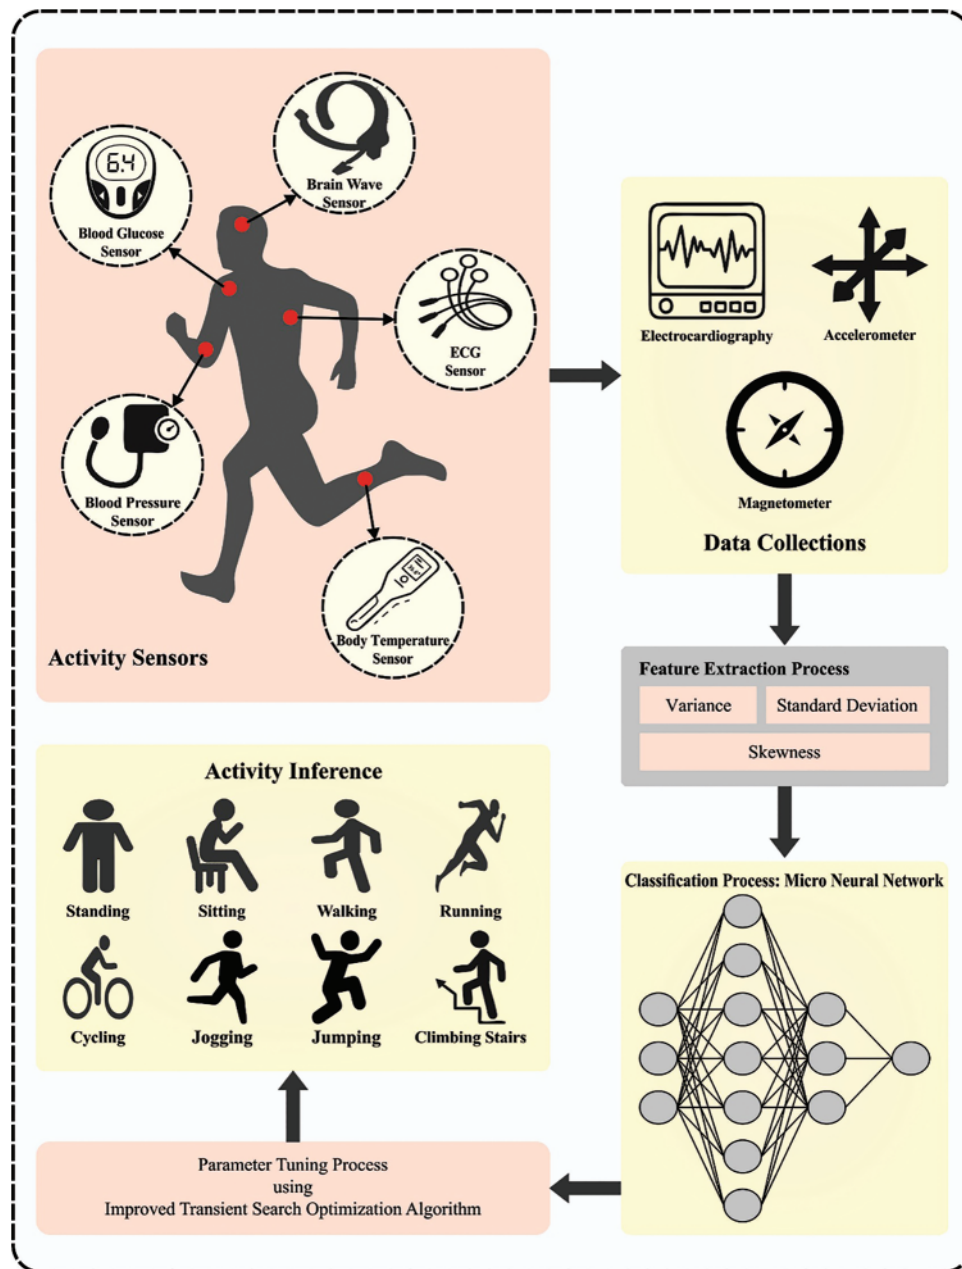 6.4
Blood Glucose
Sensor
Brain Wave
Sensor
ECG
Sensor
Blood Pressure
Sensor
Body Temperature
Sensor
Activity Sensors
Electrocardiography
Accelerometer
Magnetometer
Data Collections
Feature Extraction Process
Variance
Standard Deviation
Skewness
Classification Process: Micro Neural Network
Parameter Tuning Process
using
Improved Transient Search Optimization Algorithm
Activity Inference
Standing
Sitting
Walking
Running
Cycling
Jogging
Jumping
Climbing Stairs